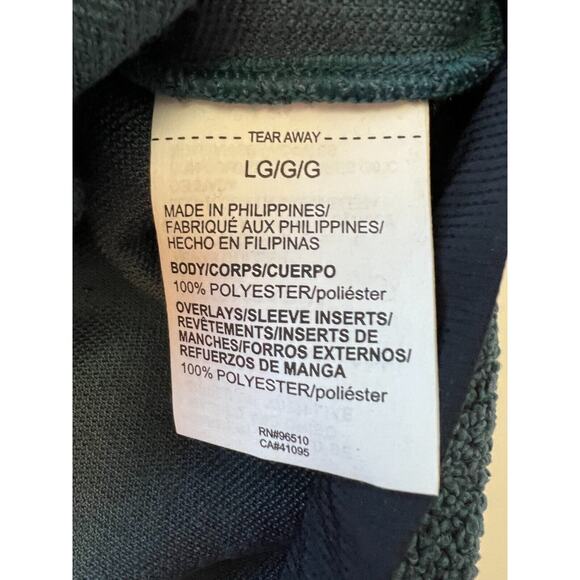 TEAR AWAY
LG/G/G
MADE IN PHILIPPINES/
FABRIQUÉ AUX PHILIPPINES/
HECHO EN FILIPINAS
BODY/CORPS/CUERPO
100% POLYESTER/poliéster
OVERLAYS/SLEEVE INSERTS/
REVÊTEMENTS/INSERTS DE
MANCHES/FORROS EXTERNOS/
REFUERZOS DE MANGA
100% POLYESTER/poliéster
RN#96510
CA#41095